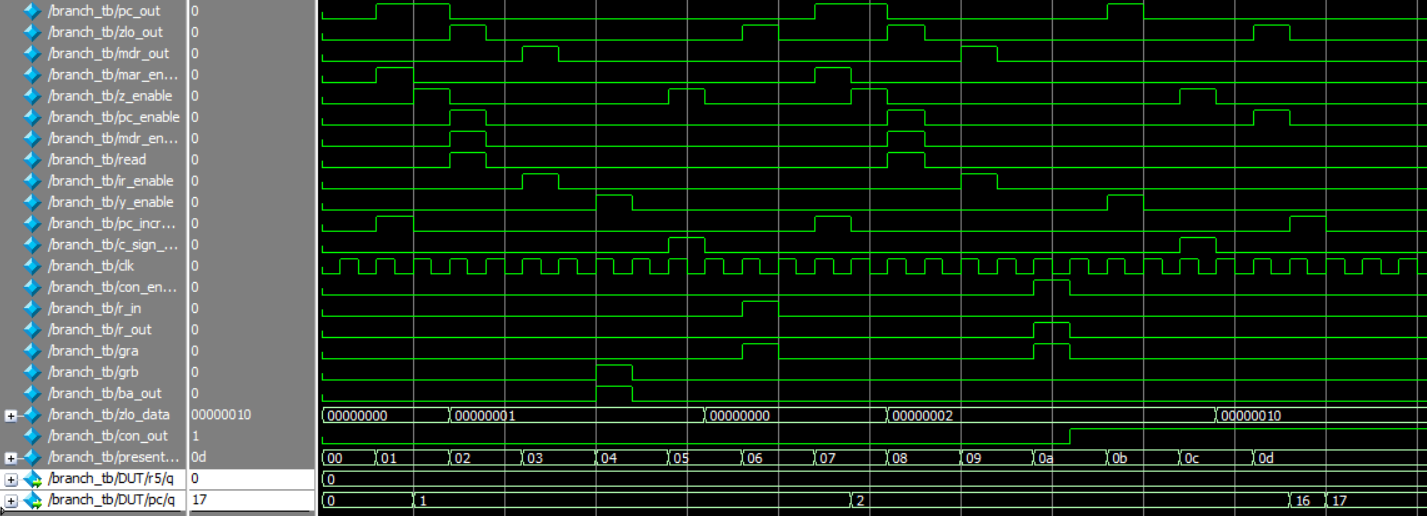 /branch_tb/pc_out 0
/branch_tb/zlo_out 0
/branch_tb/mdr_out 0
/branch_tb/mar_en... 0
/branch_tb/z_enable 0
/branch_tb/pc_enable 0
/branch_tb/mdr_en... 0
/branch_tb/read 0
/branch_tb/ir_enable 0
/branch_tb/y_enable 0
/branch_tb/pc_incr... 0
/branch_tb/c_sign_... 0
/branch_tb/clk 0
/branch_tb/con_en... 0
/branch_tb/r_in 0
/branch_tb/r_out 0
/branch_tb/gra 0
/branch_tb/grb 0
/branch_tb/ba_out 0
/branch_tb/zlo_data 00000010 00000000 00000001 00000000 00000002 00000010
/branch_tb/con_out 1
/branch_tb/present... 0d 00 01 02 03 04 05 06 07 08 09 0a 0b 0c 0d
/branch_tb/DUT/r5/q 0 0
/branch_tb/DUT/pc/q 17 0 1 2 16 17